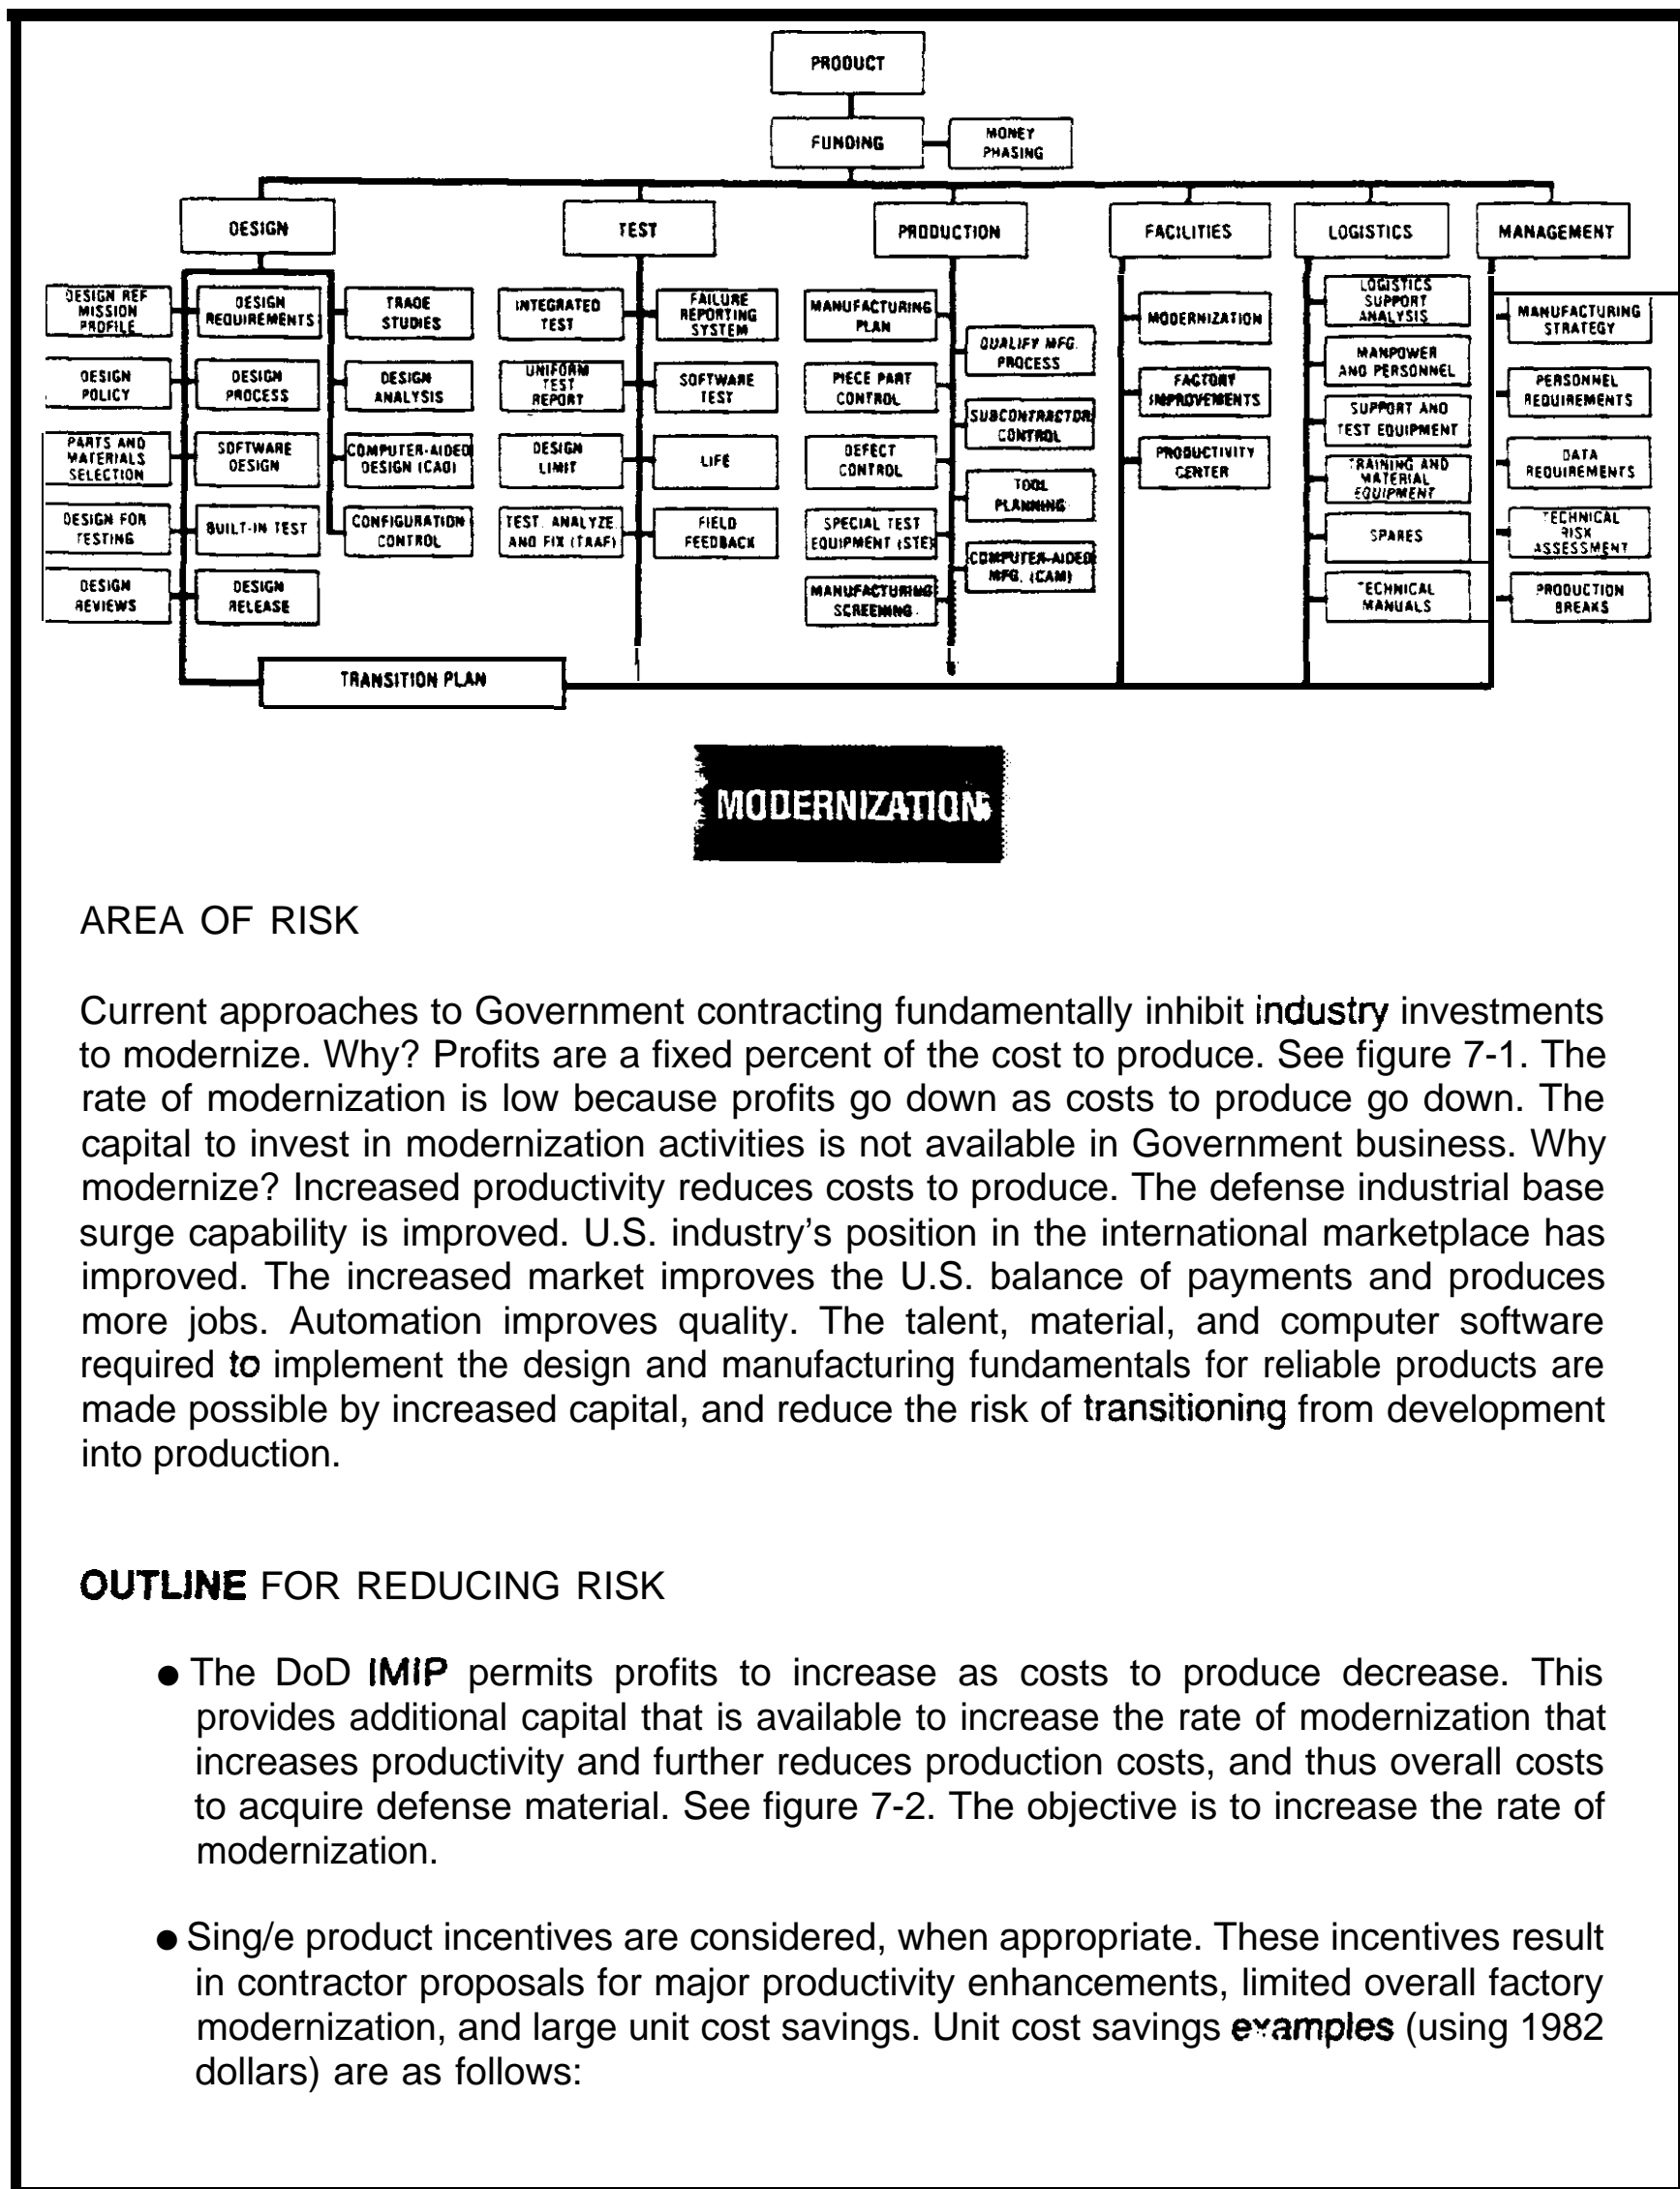 PRODUCT
FUNDING
MONEY
PHASING
DESIGN
TEST
PRODUCTION
FACILITIES
LOGISTICS
MANAGEMENT
DESIGN REF
MISSION
PROFILE
DESIGN
REQUIREMENTS
TRADE
STUDIES
DESIGN
POLICY
DESIGN
PROCESS
DESIGN
ANALYSIS
PARTS AND
MATERIALS
SELECTION
SOFTWARE
DESIGN
COMPUTER-AIDED
DESIGN (CAD)
DESIGN FOR
TESTING
BUILT-IN TEST
CONFIGURATION
CONTROL
DESIGN
REVIEWS
DESIGN
RELEASE
INTEGRATED
TEST
FAILURE
REPORTING
SYSTEM
UNIFORM
TEST
REPORT
SOFTWARE
TEST
DESIGN
LIMIT
LIFE
TEST. ANALYZE
AND FIX (TAAF)
FIELD
FEEDBACK
MANUFACTURING
PLAN
QUALIFY MFG.
PROCESS
PIECE PART
CONTROL
SUBCONTRACTOR
CONTROL
DEFECT
CONTROL
TOOL
PLANNING
SPECIAL TEST
EQUIPMENT (STE)
COMPUTER-AIDED
MFG. (CAM)
MANUFACTURING
SCREENING
MODERNIZATION
FACTORY
IMPROVEMENTS
PRODUCTIVITY
CENTER
LOGISTICS
SUPPORT
ANALYSIS
MANPOWER
AND PERSONNEL
SUPPORT AND
TEST EQUIPMENT
TRAINING AND
MATERIAL
EQUIPMENT
SPARES
TECHNICAL
MANUALS
MANUFACTURING
STRATEGY
PERSONNEL
REQUIREMENTS
DATA
REQUIREMENTS
TECHNICAL
RISK
ASSESSMENT
PRODUCTION
BREAKS
TRANSITION PLAN
MODERNIZATION
AREA OF RISK
Current approaches to Government contracting fundamentally inhibit industry investments
to modernize. Why? Profits are a fixed percent of the cost to produce. See figure 7-1. The
rate of modernization is low because profits go down as costs to produce go down. The
capital to invest in modernization activities is not available in Government business. Why
modernize? Increased productivity reduces costs to produce. The defense industrial base
surge capability is improved. U.S. industry's position in the international marketplace has
improved. The increased market improves the U.S. balance of payments and produces
more jobs. Automation improves quality. The talent, material, and computer software
required to implement the design and manufacturing fundamentals for reliable products are
made possible by increased capital, and reduce the risk of transitioning from development
into production.
OUTLINE FOR REDUCING RISK
● The DoD IMIP permits profits to increase as costs to produce decrease. This
provides additional capital that is available to increase the rate of modernization that
increases productivity and further reduces production costs, and thus overall costs
to acquire defense material. See figure 7-2. The objective is to increase the rate of
modernization.
● Sing/e product incentives are considered, when appropriate. These incentives result
in contractor proposals for major productivity enhancements, limited overall factory
modernization, and large unit cost savings. Unit cost savings examples (using 1982
dollars) are as follows: